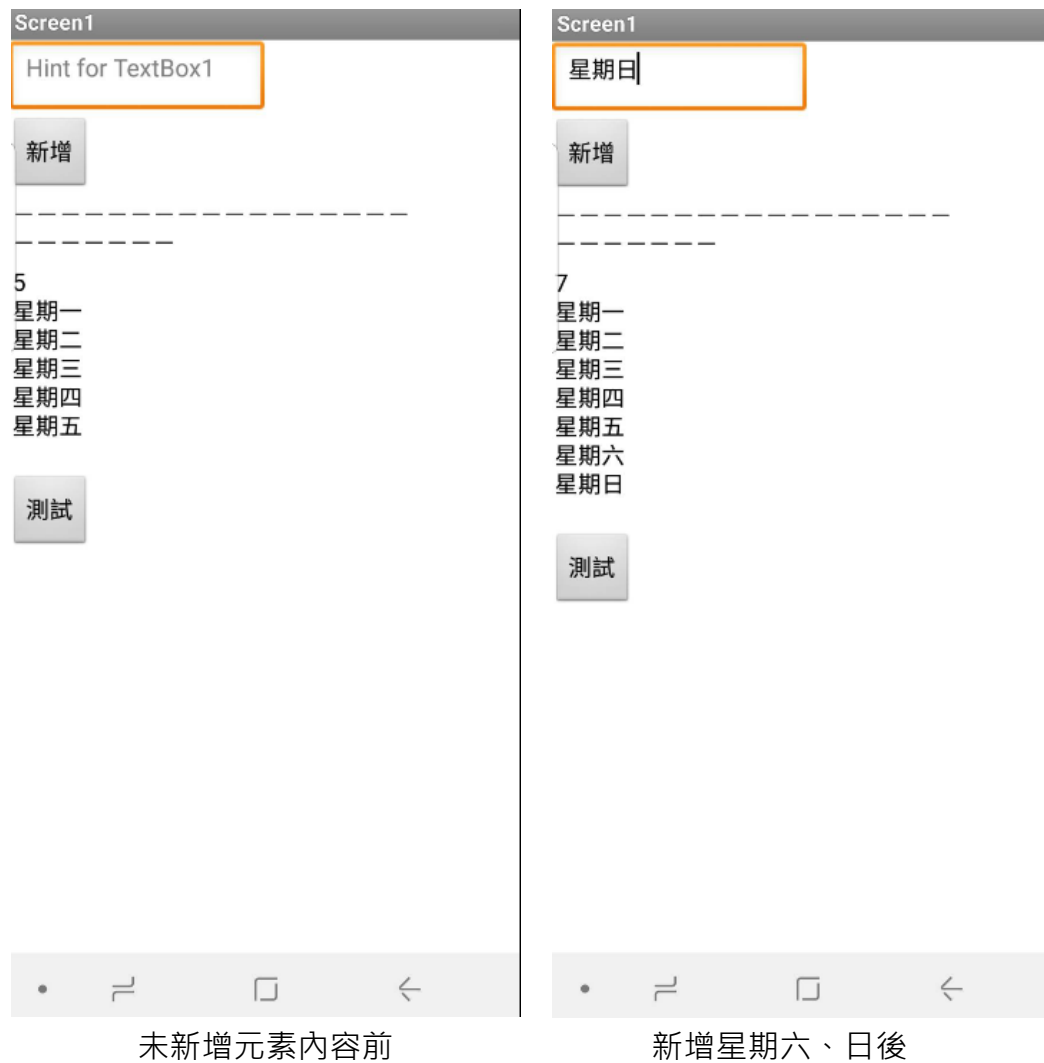 Screen1
Hint for TextBox1
新增
_ _ _ _ _ _ _ _ _ _ _ _ _ _ _ _ _
_ _ _ _ _ _ _
5
星期一
星期二
星期三
星期四
星期五
測試
未新增元素內容前
Screen1
星期日
新增
_ _ _ _ _ _ _ _ _ _ _ _ _ _ _ _ _
_ _ _ _ _ _ _
7
星期一
星期二
星期三
星期四
星期五
星期六
星期日
測試
新增星期六、日後